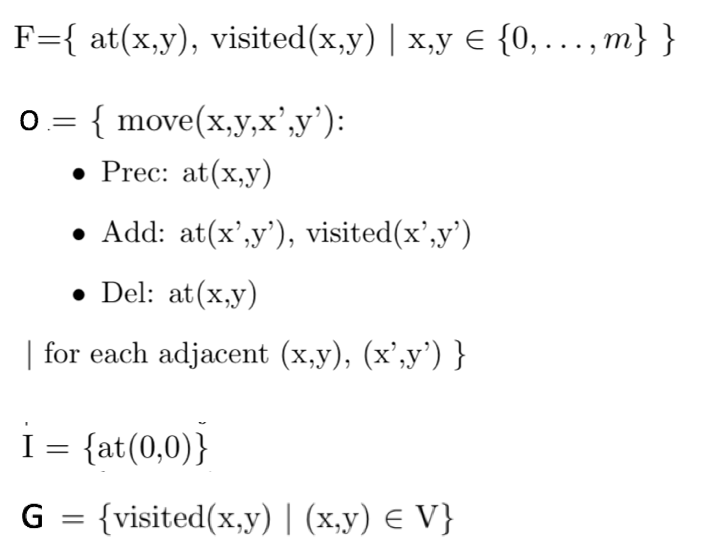 F={ at(x,y), visited(x,y) | x,y ∈ {0, . . . , m} }
O = { move(x,y,x’,y’):
• Prec: at(x,y)
• Add: at(x’,y’), visited(x’,y’)
• Del: at(x,y)
| for each adjacent (x,y), (x’,y’) }
I = {at(0,0)}
G = {visited(x,y) | (x,y) ∈ V}